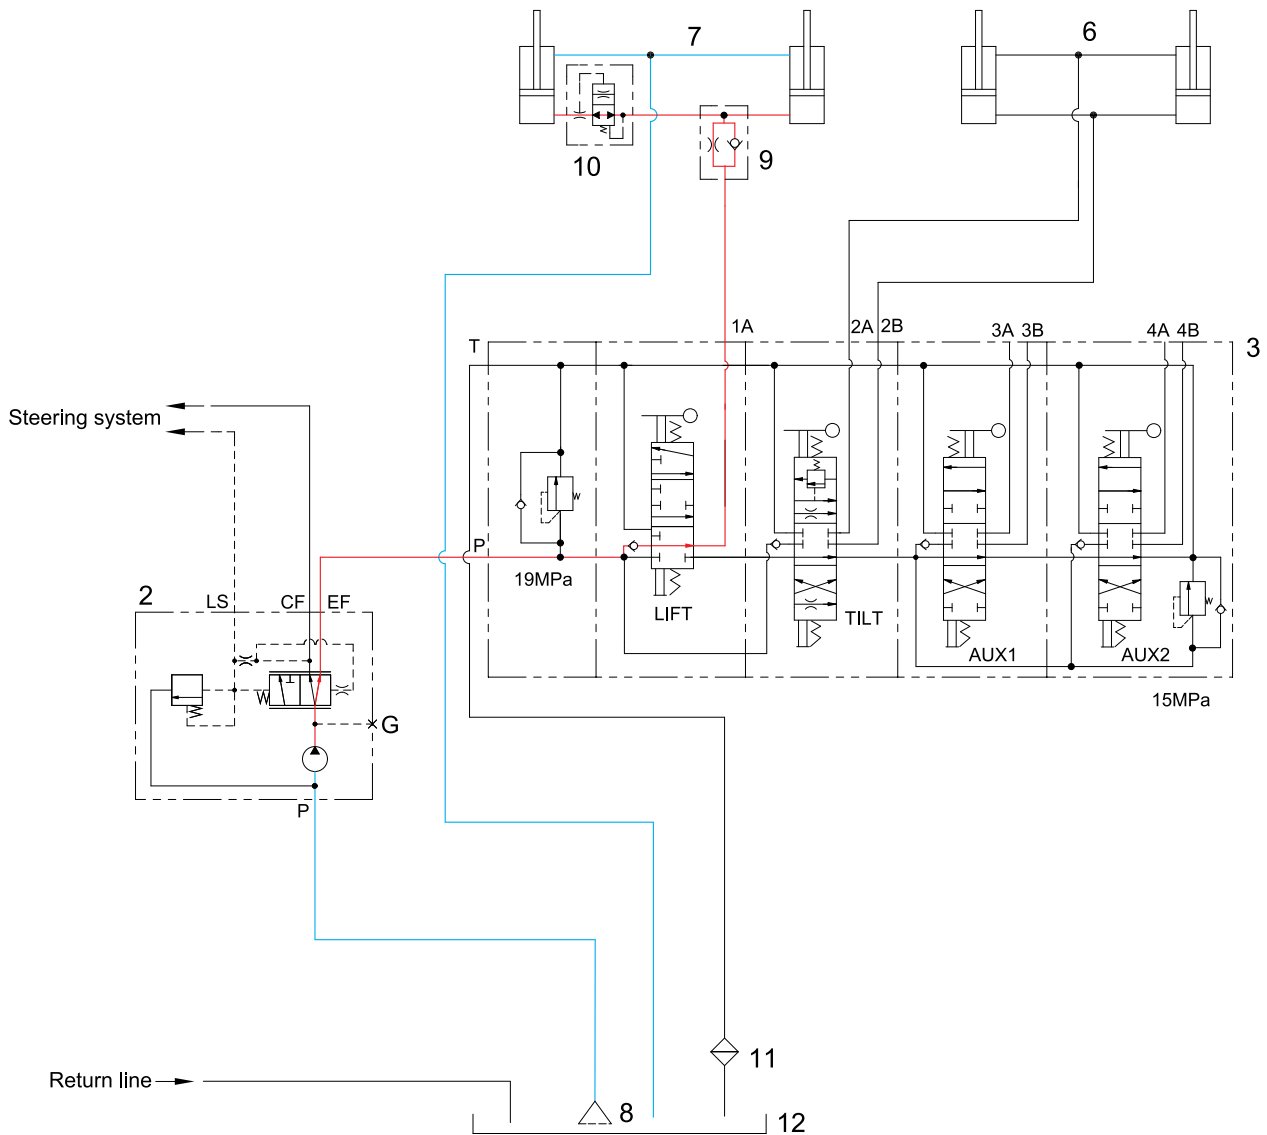 7
6
10
9
1A
2A 2B
3A 3B
4A 4B
T
3
Steering system
P
19MPa
LIFT
TILT
AUX1
AUX2
15MPa
2
LS
CF
EF
G
P
11
Return line
8
12